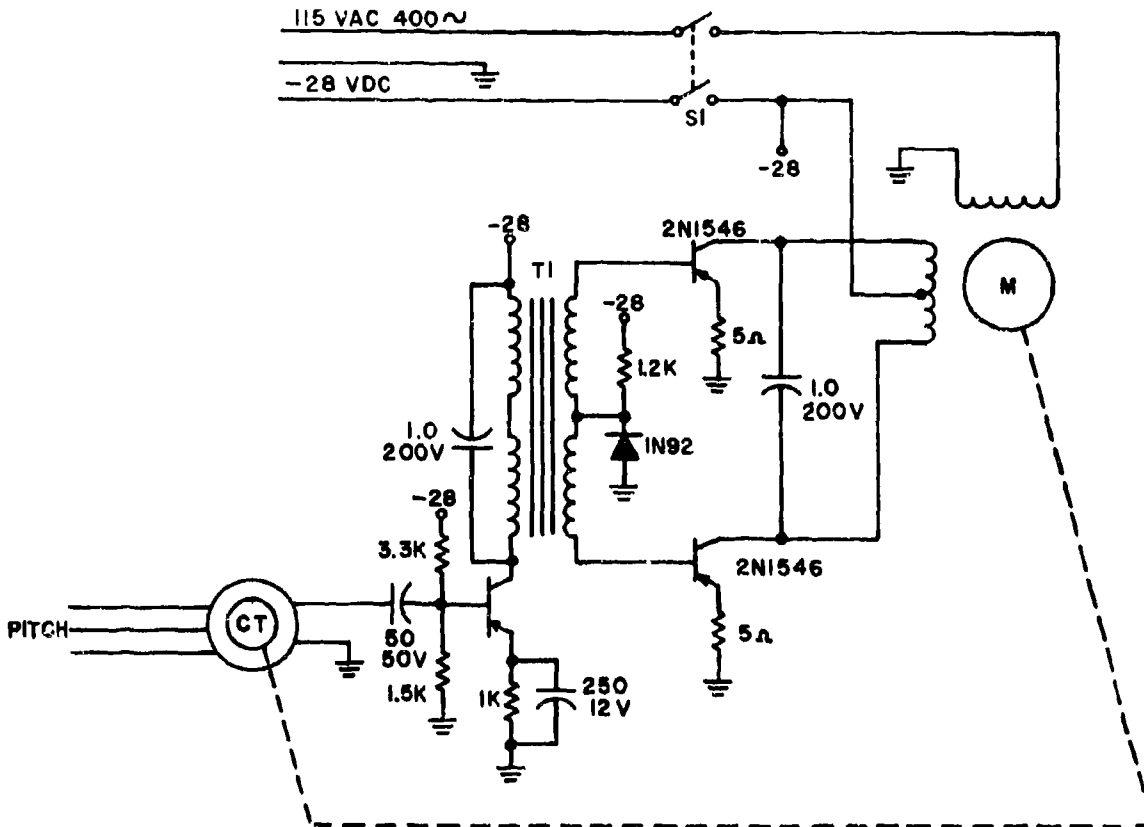 115 VAC 400~
-28 VDC
S1
-28
-28
2N1546
T1
M
-28
5Ω
1.2K
1.0
200V
1.0
200V
1N92
-28
3.3K
2N1546
CT
PITCH
50
50V
5Ω
1.5K
1K
250
12V